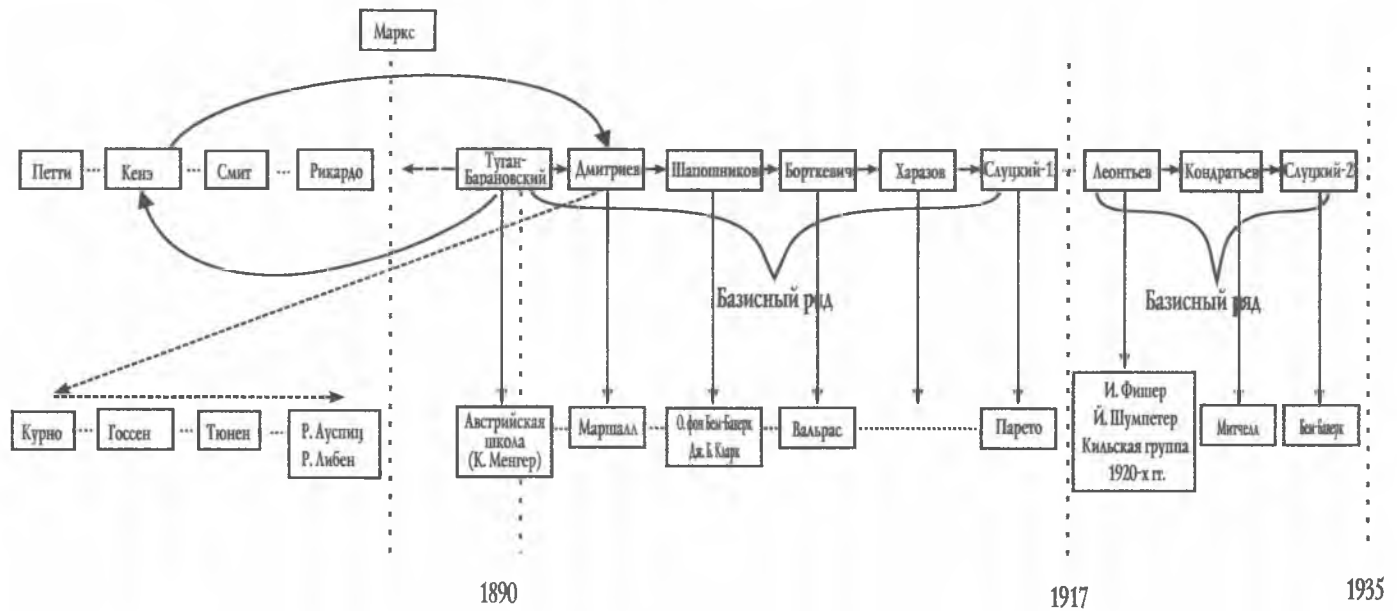 Маркс
Петти
Кенэ
Смит
Рикардо
Туган-
Барановский
Дмитриев
Шапошников
Борткевич
Харазов
Слуцкий-1
Леонтьев
Кондратьев
Слуцкий-2
Базисный ряд
Базисный ряд
Курно
Госсен
Тюнен
Р. Ауспиц
Р. Либен
Австрийская
школа
(К. Менгер)
Маршалл
О. фон Бем-Баверк
Дж. Б. Кларк
Вальрас
Парето
И. Фишер
Й. Шумпетер
Кильская группа
1920-х гг.
Митчелл
Бем-Баверк
1890
1917
1935